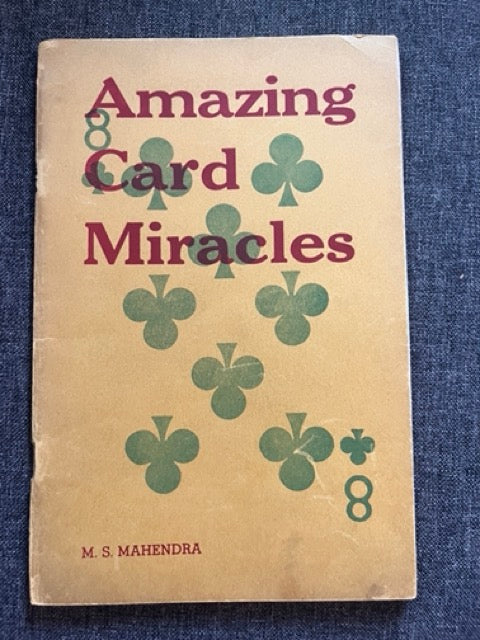 Amazing
8
Card
Miracles
8
M. S. MAHENDRA